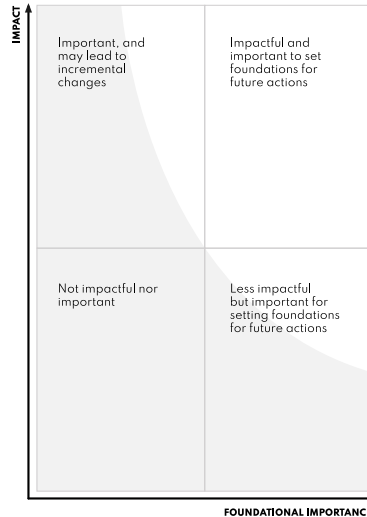 IMPACT
Important, and
may lead to
incremental
changes
Impactful and
important to set
foundations for
future actions
Not impactful nor
important
Less impactful
but important for
setting foundations
for future actions
FOUNDATIONAL IMPORTANC